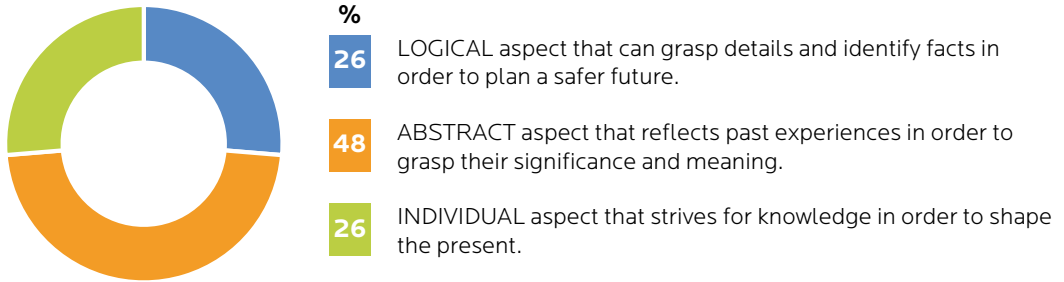 %
26
LOGICAL aspect that can grasp details and identify facts in
order to plan a safer future.
48
ABSTRACT aspect that reflects past experiences in order to
grasp their significance and meaning.
26
INDIVIDUAL aspect that strives for knowledge in order to shape
the present.